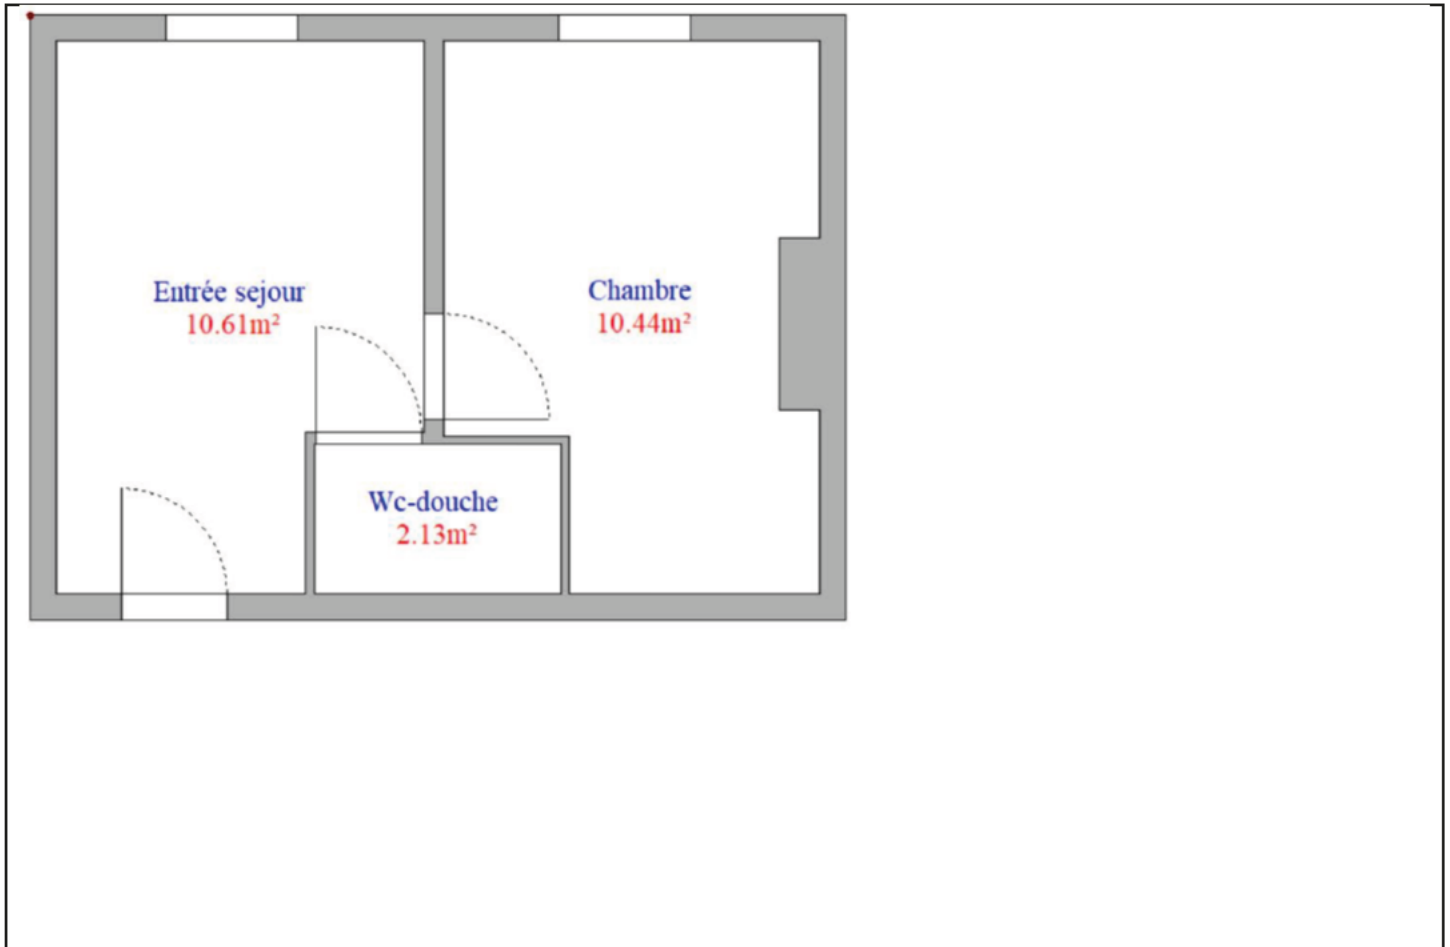 Entrée sejour
10.61m²
Chambre
10.44m²
Wc-douche
2.13m²